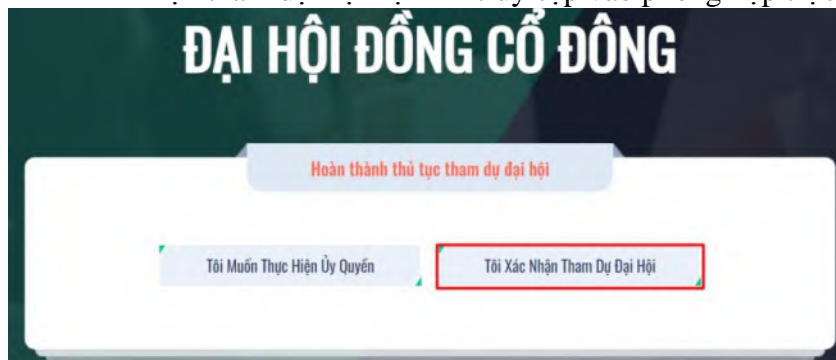 ĐẠI HỘI ĐỒNG CỔ ĐÔNG
Hoàn thành thủ tục tham dự đại hội
Tôi Muốn Thực Hiện Ủy Quyền
Tôi Xác Nhận Tham Dự Đại Hội